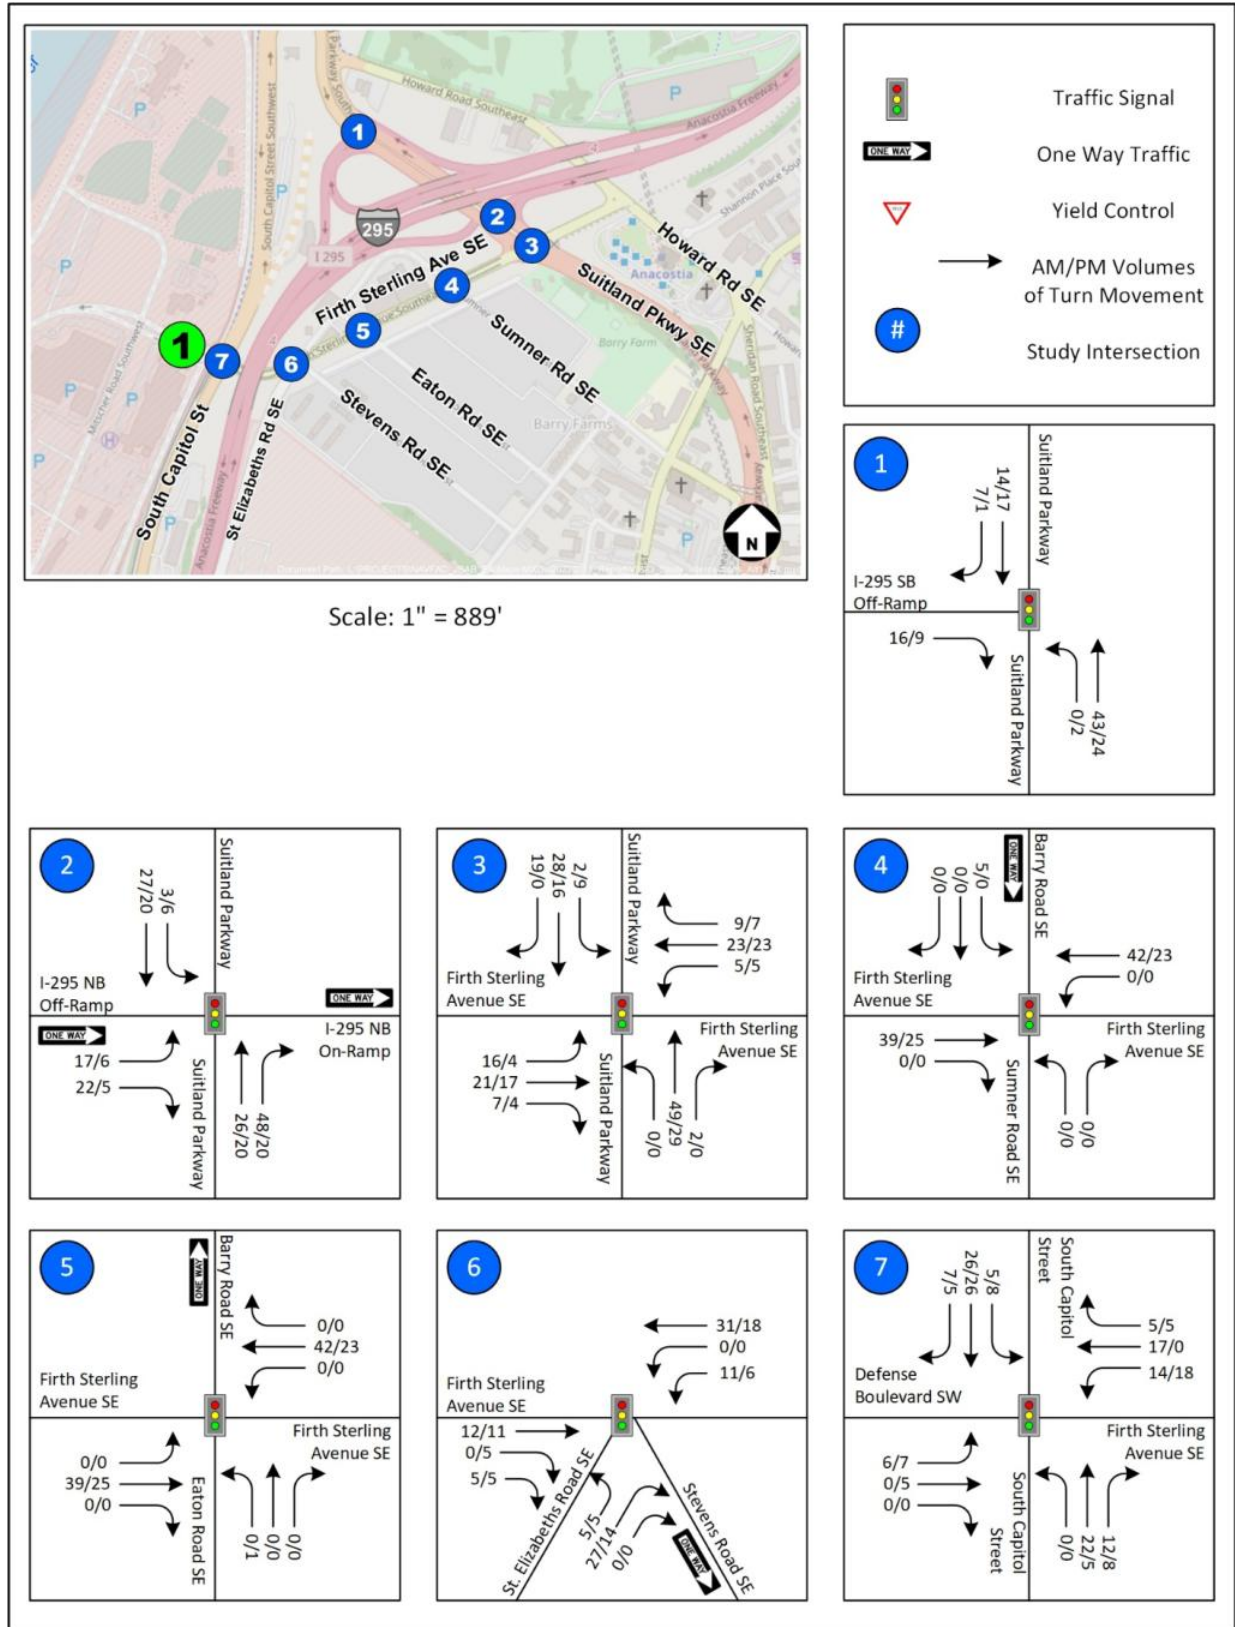 Howard Road Southeast
Anacostia Freeway
South Capitol Street Southwest
P
P
P
1
295
I 295
2
3
Firth Sterling Ave SE
4
5
Anacostia
Howard Rd SE
Shannon Place
Suitland Pkwy SE
Barry Farm
Sumner Rd SE
Sheridan Road Southeast
P
1
7
6
Mitscher Road Southwest
P
H
P
Eaton Rd SE
Stevens Rd SE
Barry Farms
South Capitol St
St Elizabeths Rd SE
Anacostia Freeway
P
P
N
Scale: 1" = 889'
Traffic Signal
ONE WAY
One Way Traffic
Yield Control
AM/PM Volumes
of Turn Movement
#
Study Intersection
1
14/17
7/1
Suitland Parkway
I-295 SB
Off-Ramp
16/9
Suitland Parkway
0/2
43/24
2
27/20
3/6
Suitland Parkway
I-295 NB
Off-Ramp
ONE WAY
ONE WAY
I-295 NB
On-Ramp
17/6
22/5
Suitland Parkway
26/20
48/20
3
19/0
28/16
2/9
Suitland Parkway
9/7
23/23
5/5
Firth Sterling
Avenue SE
Firth Sterling
Avenue SE
16/4
21/17
7/4
Suitland Parkway
0/0
49/29
2/0
4
0/0
0/0
5/0
ONE WAY
Barry Road SE
42/23
0/0
Firth Sterling
Avenue SE
Firth Sterling
Avenue SE
39/25
0/0
Sumner Road SE
0/0
0/0
5
ONE WAY
Barry Road SE
0/0
42/23
0/0
Firth Sterling
Avenue SE
Firth Sterling
Avenue SE
0/0
39/25
0/0
Eaton Road SE
0/1
0/0
0/0
6
31/18
0/0
11/6
Firth Sterling
Avenue SE
12/11
0/5
5/5
St. Elizabeths Road SE
5/5
27/14
0/0
Stevens Road SE
ONE WAY
7
7/5
26/26
5/8
South Capitol
Street
5/5
17/0
14/18
Defense
Boulevard SW
Firth Sterling
Avenue SE
6/7
0/5
0/0
South Capitol
Street
0/0
22/5
12/8